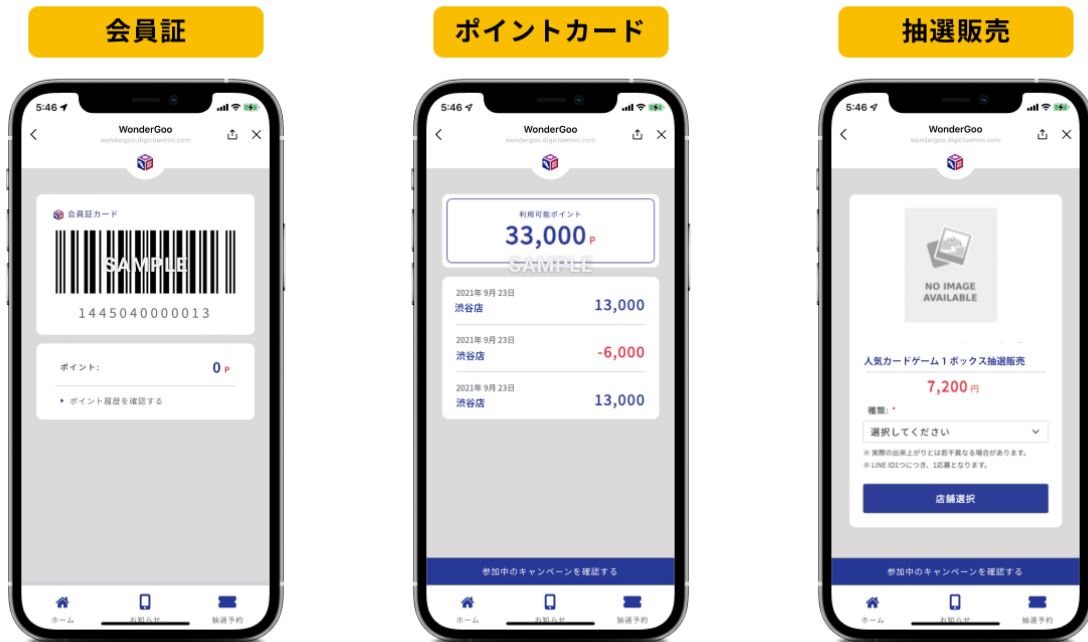 会員証
5:46
WonderGoo
wondergoo.digicluemini.com
会員証カード
SAMPLE
1445040000013
ポイント:
0 P
ポイント履歴を確認する
ホーム
お知らせ
抽選予約
ポイントカード
5:46
WonderGoo
wondergoo.digicluemini.com
利用可能ポイント
33,000 P
SAMPLE
2021年 9月 23日
渋谷店
13,000
2021年 9月 23日
渋谷店
-6,000
2021年 9月 23日
渋谷店
13,000
参加中のキャンペーンを確認する
ホーム
お知らせ
抽選予約
抽選販売
5:46
WonderGoo
wondergoo.digicluemini.com
NO IMAGE
AVAILABLE
人気カードゲーム 1 ボックス抽選販売
7,200 円
種類: *
選択してください
※ 実際の出来上がりとは若干異なる場合があります。
※ LINE ID1つにつき、1応募となります。
店舗選択
参加中のキャンペーンを確認する
ホーム
お知らせ
抽選予約